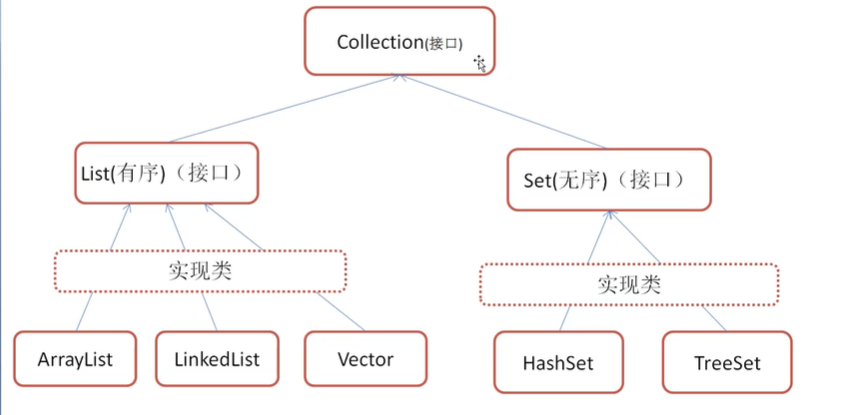 Collection(接口)
List(有序)（接口）
Set(无序)（接口）
实现类
实现类
ArrayList
LinkedList
Vector
HashSet
TreeSet